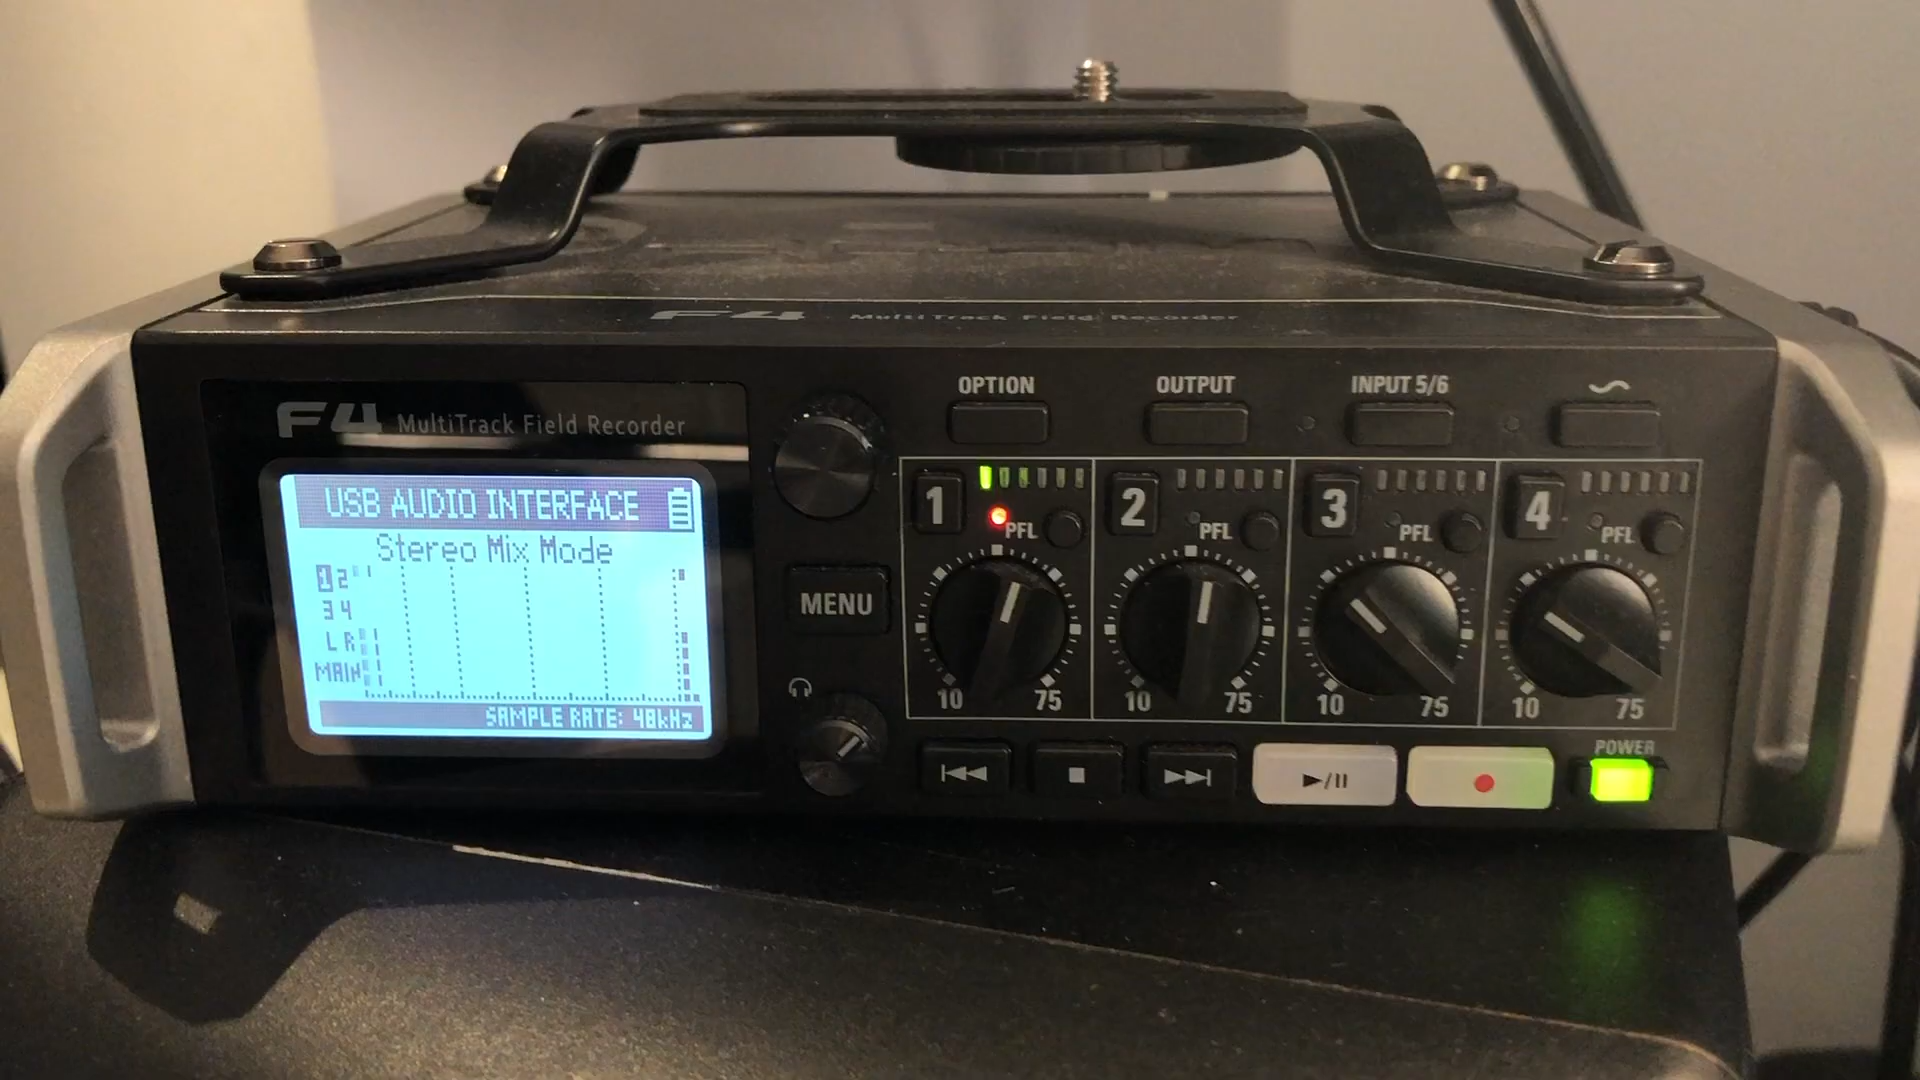 F4 MultiTrack Field Recorder
F4 MultiTrack Field Recorder
USB AUDIO INTERFACE
Stereo Mix Mode
1 2
3 4
L R
MAIN
SAMPLE RATE: 48kHz
MENU
OPTION OUTPUT INPUT 5/6
1 2 3 4
PFL PFL PFL PFL
10 75 10 75 10 75 10 75
POWER